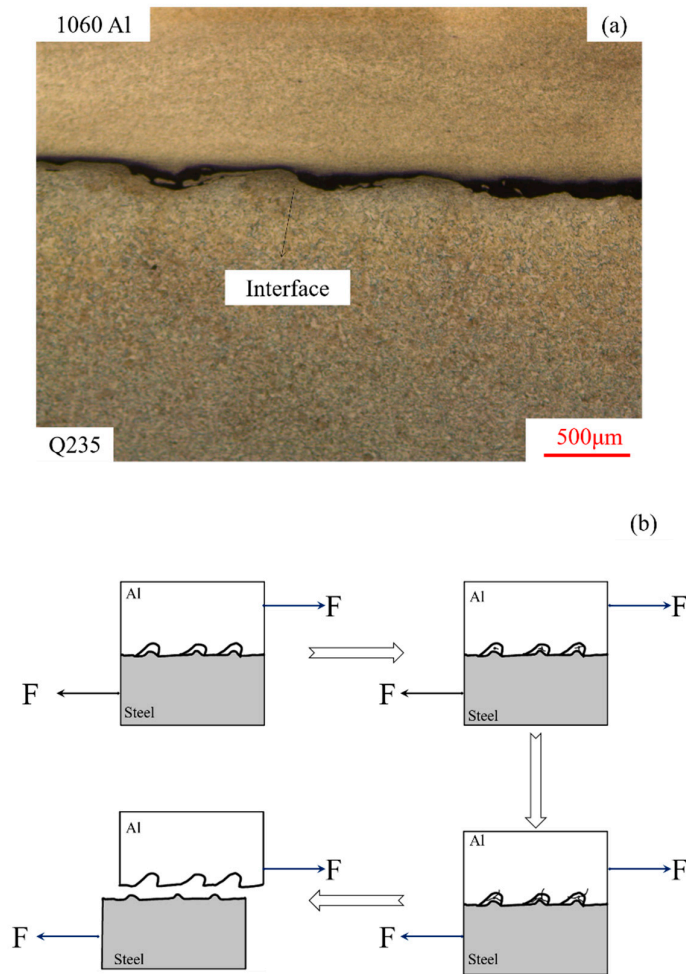 1060 Al
(a)
Interface
Q235
500μm
(b)
Al
F
F
Steel
Al
F
F
Steel
Al
F
F
Steel
Al
F
F
Steel